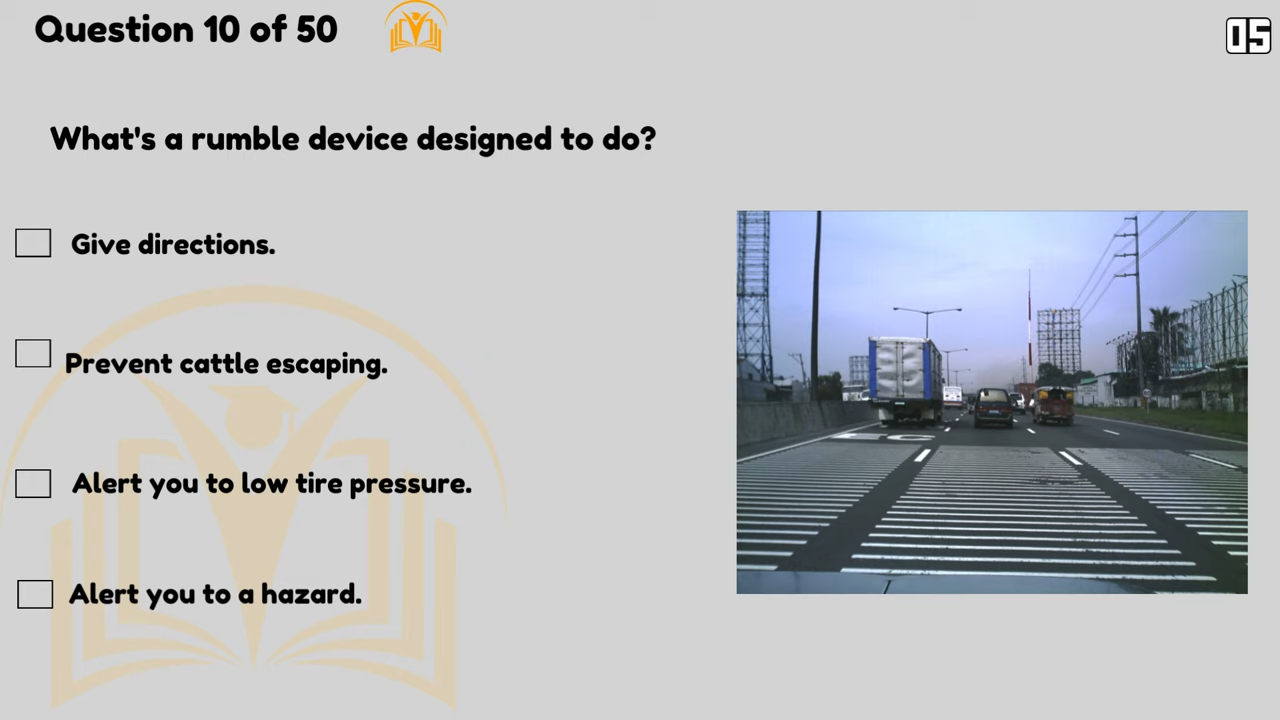 Question 10 of 50
05
What's a rumble device designed to do?
Give directions.
Prevent cattle escaping.
Alert you to low tire pressure.
Alert you to a hazard.